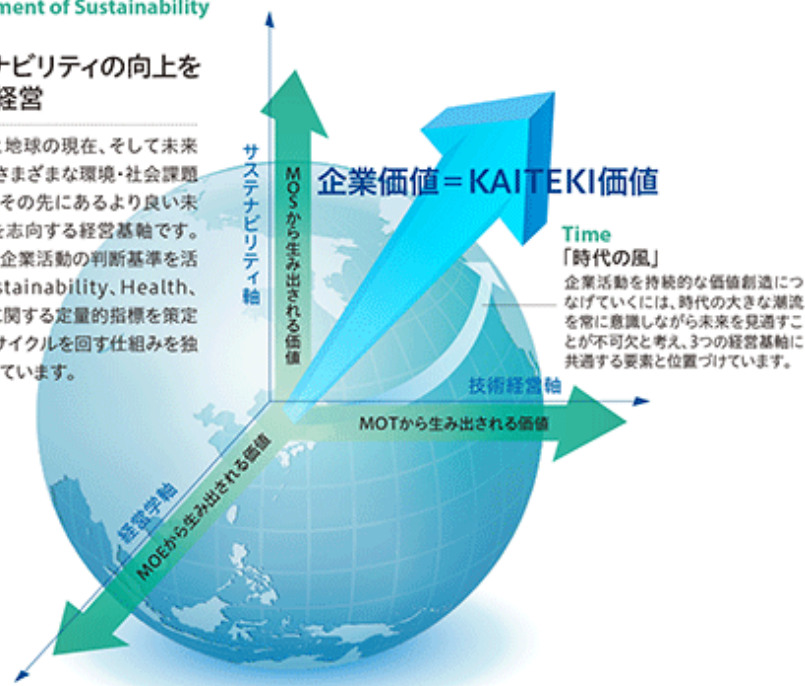 ment of Sustainability
ナビリティの向上を
経営
地球の現在、そして未来
さまざまな環境・社会課題
その先にあるより良い未
を志向する経営基軸です。
企業活動の判断基準を活
stainability、Health、
関する定量的指標を策定
サイクルを回す仕組みを独
ています。
サステナビリティ軸
MOSから生み出される価値
企業価値＝KAITEKI価値
Time
「時代の風」
企業活動を持続的な価値創造につ
なげていくには、時代の大きな潮流
を常に意識しながら未来を見通すこ
とが不可欠と考え、3つの経営基軸に
共通する要素と位置づけています。
技術経営軸
MOTから生み出される価値
経営学軸
MOEから生み出される価値